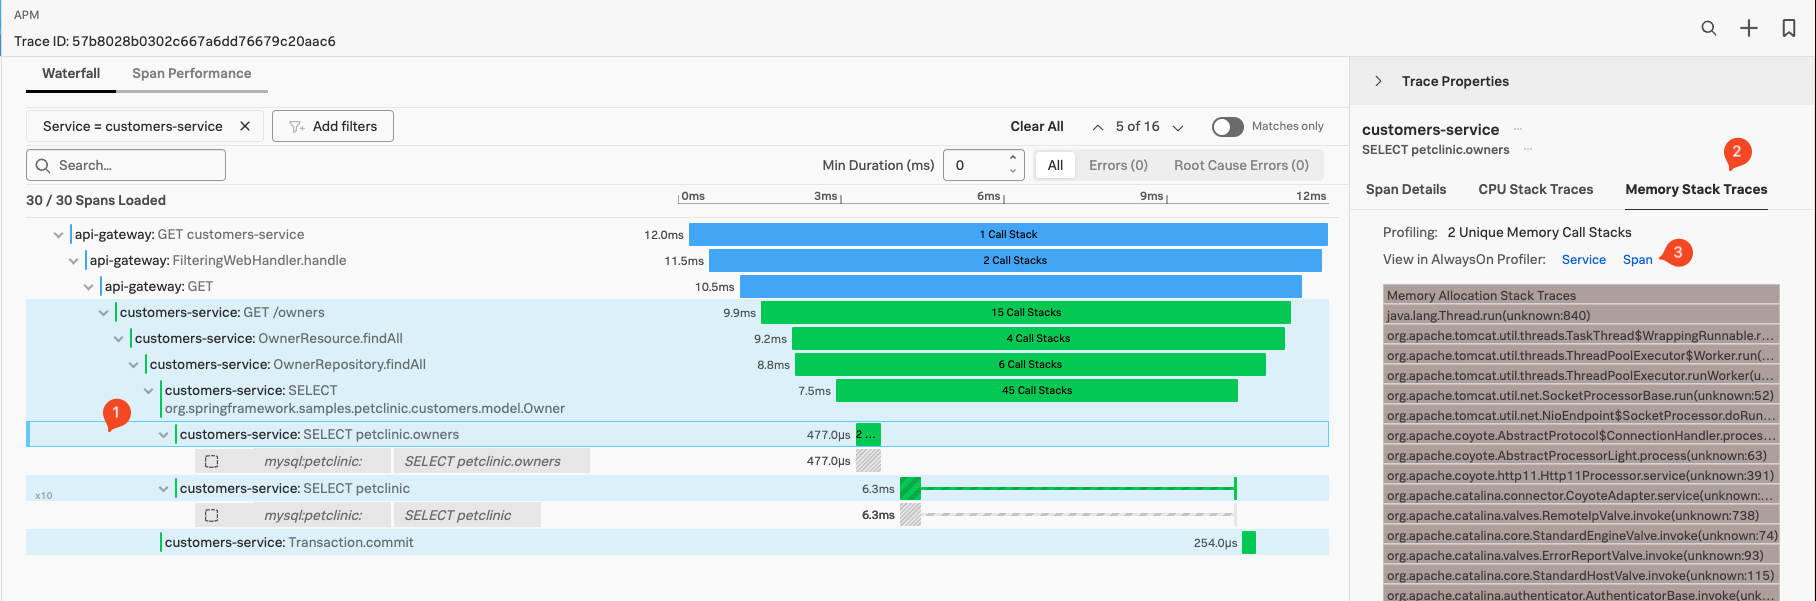 APM
Trace ID: 57b8028b0302c667a6dd76679c20aac6
Waterfall Span Performance
Service = customers-service Add filters
Clear All 5 of 16 Matches only
Search...
Min Duration (ms) 0 All Errors (0) Root Cause Errors (0)
30 / 30 Spans Loaded
0ms 3ms 6ms 9ms 12ms
api-gateway: GET customers-service 12.0ms 1 Call Stack
api-gateway: FilteringWebHandler.handle 11.5ms 2 Call Stacks
api-gateway: GET 10.5ms
customers-service: GET /owners 9.9ms 15 Call Stacks
customers-service: OwnerResource.findAll 9.2ms 4 Call Stacks
customers-service: OwnerRepository.findAll 8.8ms 6 Call Stacks
customers-service: SELECT 7.5ms 45 Call Stacks
org.springframework.samples.petclinic.customers.model.Owner
1
customers-service: SELECT petclinic.owners 477.0µs 2 ...
mysql:petclinic: SELECT petclinic.owners 477.0µs
x10 customers-service: SELECT petclinic 6.3ms
mysql:petclinic: SELECT petclinic 6.3ms
customers-service: Transaction.commit 254.0µs
Trace Properties
customers-service ...
SELECT petclinic.owners ...
2
Span Details CPU Stack Traces Memory Stack Traces
Profiling: 2 Unique Memory Call Stacks
View in AlwaysOn Profiler: Service Span 3
Memory Allocation Stack Traces
java.lang.Thread.run(unknown:840)
org.apache.tomcat.util.threads.TaskThread$WrappingRunnable.r...
org.apache.tomcat.util.threads.ThreadPoolExecutor$Worker.run(...
org.apache.tomcat.util.threads.ThreadPoolExecutor.runWorker(u...
org.apache.tomcat.util.net.SocketProcessorBase.run(unknown:52)
org.apache.tomcat.util.net.NioEndpoint$SocketProcessor.doRun...
org.apache.coyote.AbstractProtocol$ConnectionHandler.proces...
org.apache.coyote.AbstractProcessorLight.process(unknown:63)
org.apache.coyote.http11.Http11Processor.service(unknown:391)
org.apache.catalina.connector.CoyoteAdapter.service(unknown:...
org.apache.catalina.valves.RemoteIpValve.invoke(unknown:738)
org.apache.catalina.core.StandardEngineValve.invoke(unknown:74)
org.apache.catalina.valves.ErrorReportValve.invoke(unknown:93)
org.apache.catalina.core.StandardHostValve.invoke(unknown:115)
org.apache.catalina.authenticator.AuthenticatorBase.invoke(unk...